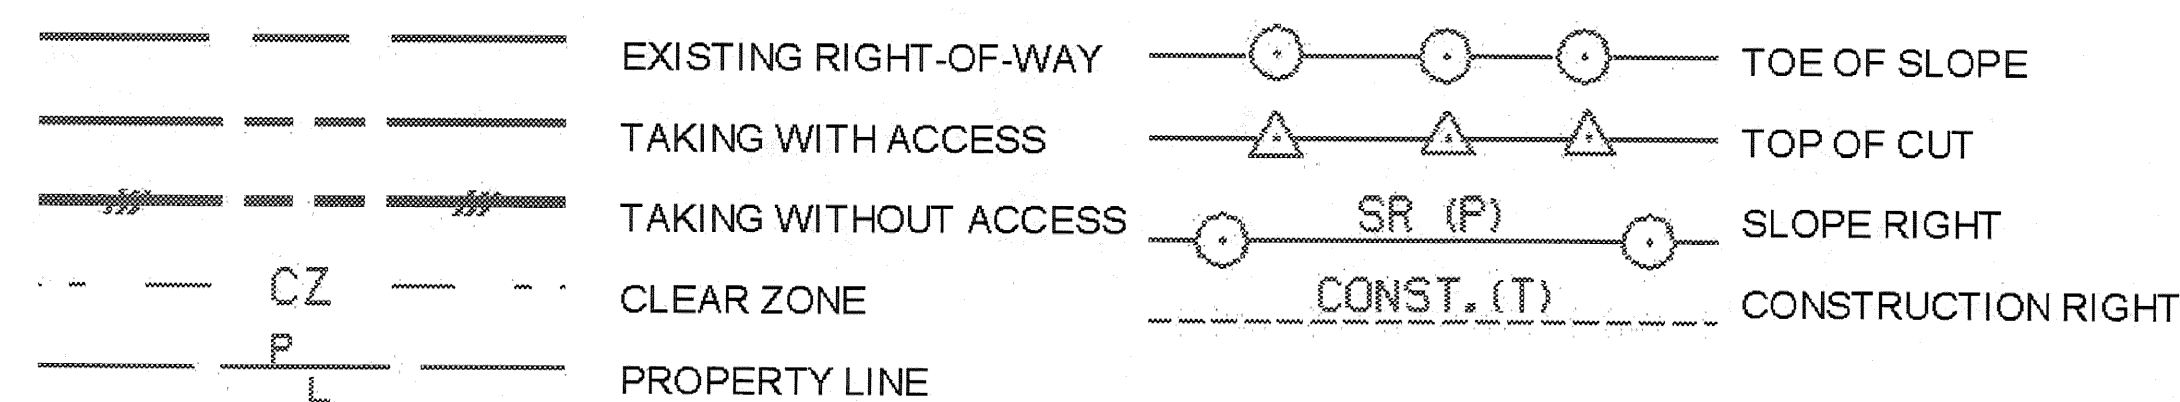 EXISTING RIGHT-OF-WAY
TAKING WITH ACCESS
TAKING WITHOUT ACCESS
CZ
CLEAR ZONE
P
L
PROPERTY LINE
TOE OF SLOPE
TOP OF CUT
SR (P)
SLOPE RIGHT
CONST.(T)
CONSTRUCTION RIGHT